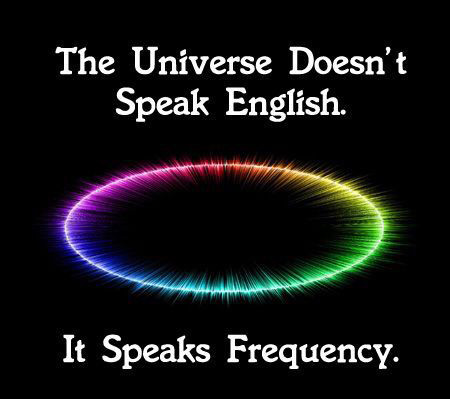 The Universe Doesn't
Speak English.
It Speaks Frequency.